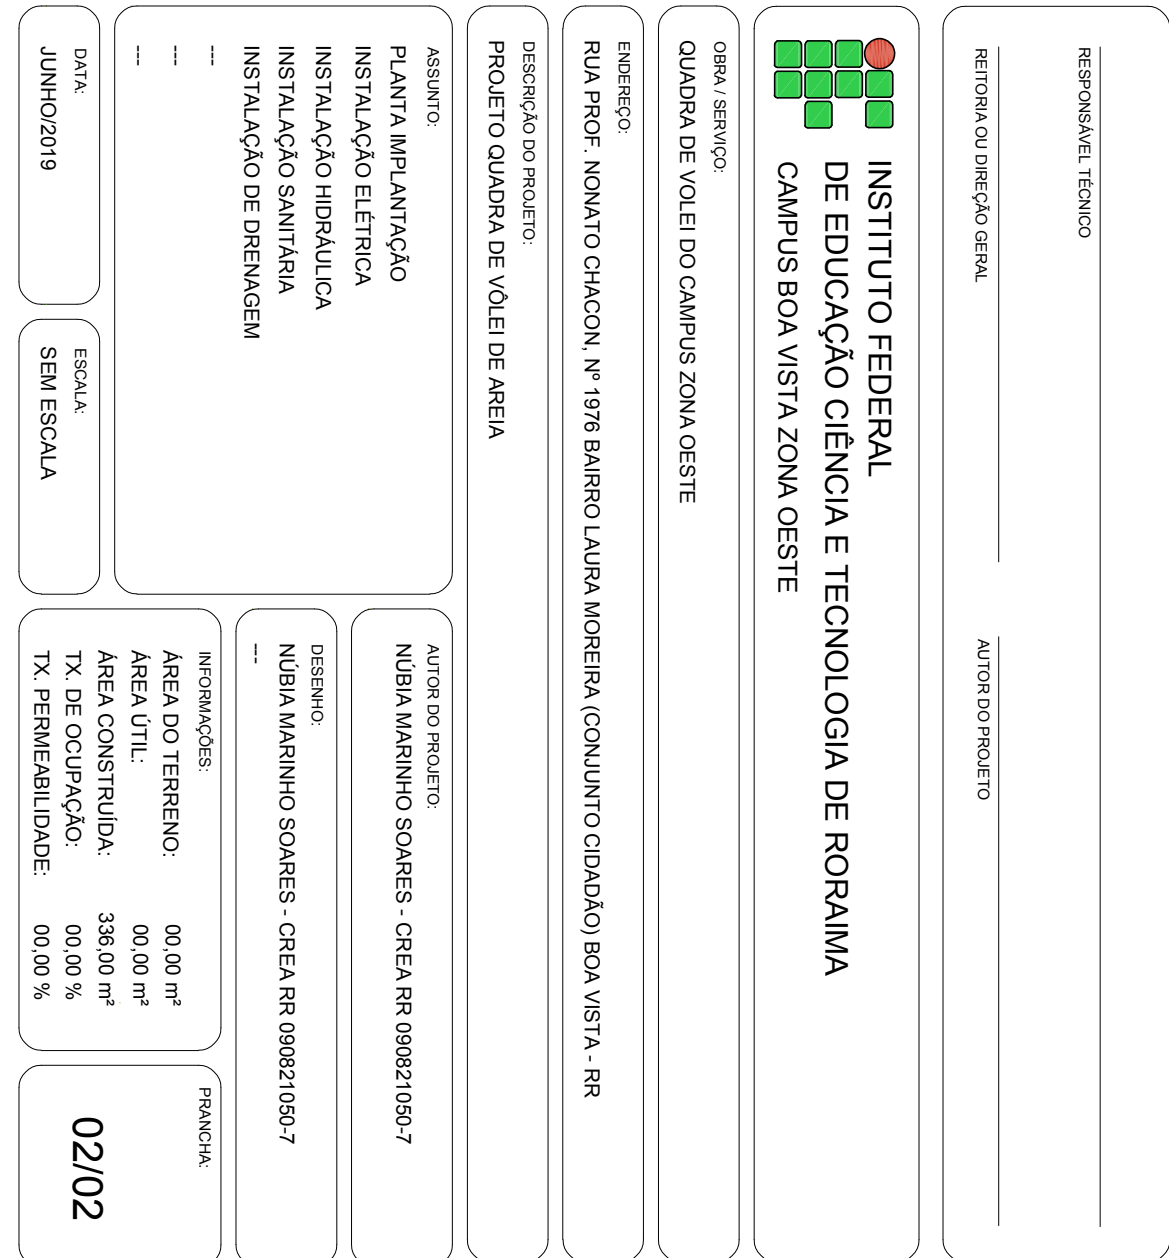 RESPONSÁVEL TÉCNICO
REITORIA OU DIREÇÃO GERAL
AUTOR DO PROJETO
INSTITUTO FEDERAL
DE EDUCAÇÃO CIÊNCIA E TECNOLOGIA DE RORAIMA
CAMPUS BOA VISTA ZONA OESTE
OBRA / SERVIÇO:
QUADRA DE VOLEI DO CAMPUS ZONA OESTE
ENDEREÇO:
RUA PROF. NONATO CHACON, Nº 1976 BAIRRO LAURA MOREIRA (CONJUNTO CIDADÃO) BOA VISTA - RR
DESCRIÇÃO DO PROJETO:
PROJETO QUADRA DE VÔLEI DE AREIA
ASSUNTO:
PLANTA IMPLANTAÇÃO
INSTALAÇÃO ELÉTRICA
INSTALAÇÃO HIDRÁULICA
INSTALAÇÃO SANITÁRIA
INSTALAÇÃO DE DRENAGEM
---
---
---
AUTOR DO PROJETO:
NÚBIA MARINHO SOARES - CREA RR 090821050-7
DESENHO:
NÚBIA MARINHO SOARES - CREA RR 090821050-7
---
DATA:
JUNHO/2019
ESCALA:
SEM ESCALA
INFORMAÇÕES:
ÁREA DO TERRENO: 00,00 m²
ÁREA ÚTIL: 00,00 m²
ÁREA CONSTRUÍDA: 336,00 m²
TX. DE OCUPAÇÃO: 00,00 %
TX. PERMEABILIDADE: 00,00 %
PRANCHA:
02/02